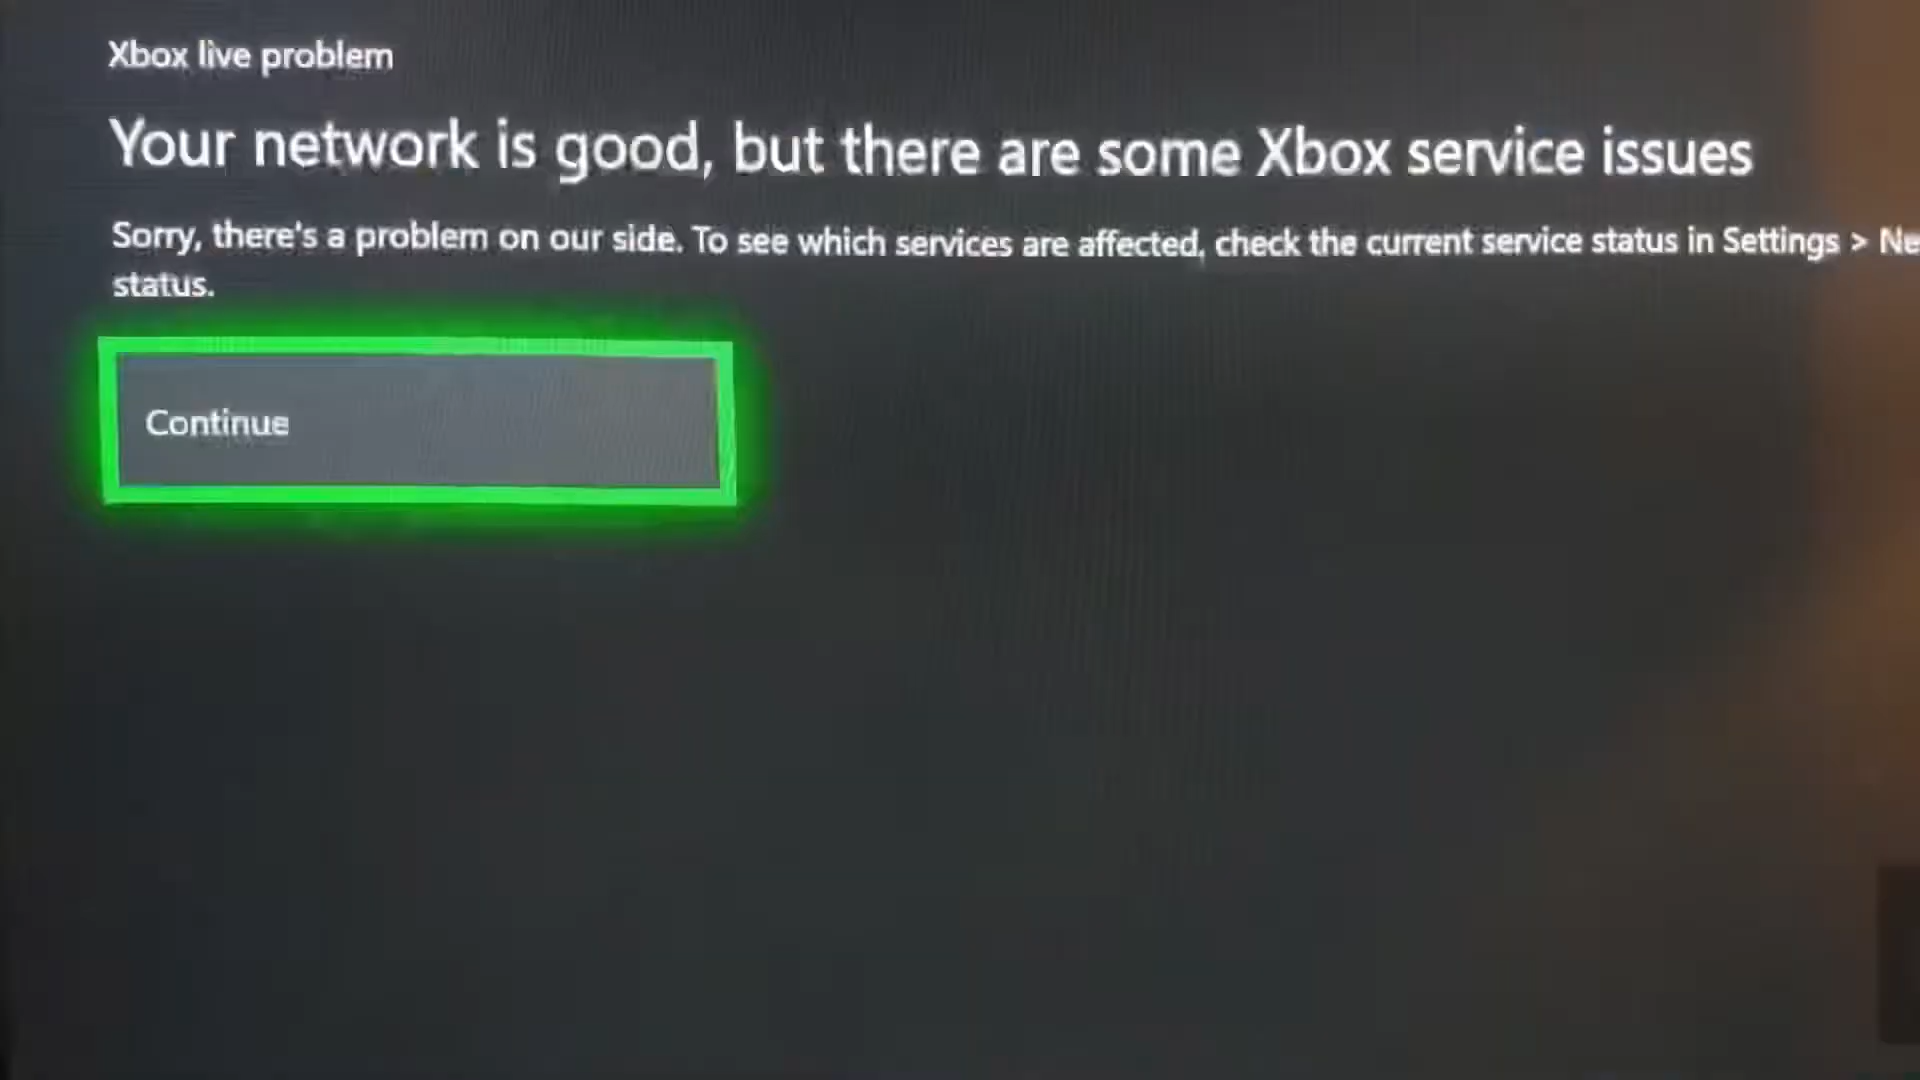 Xbox live problem
Your network is good, but there are some Xbox service issues
Sorry, there's a problem on our side. To see which services are affected, check the current service status in Settings > Ne
status.
Continue